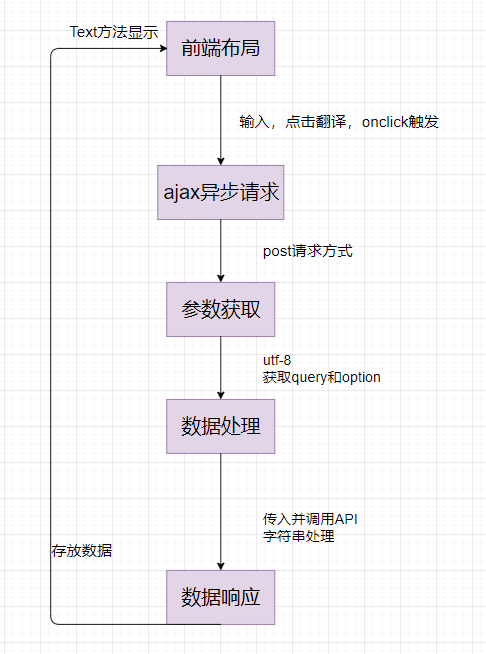 Text方法显示
前端布局
输入，点击翻译，onclick触发
ajax异步请求
post请求方式
参数获取
utf-8
获取query和option
数据处理
传入并调用API
字符串处理
存放数据
数据响应